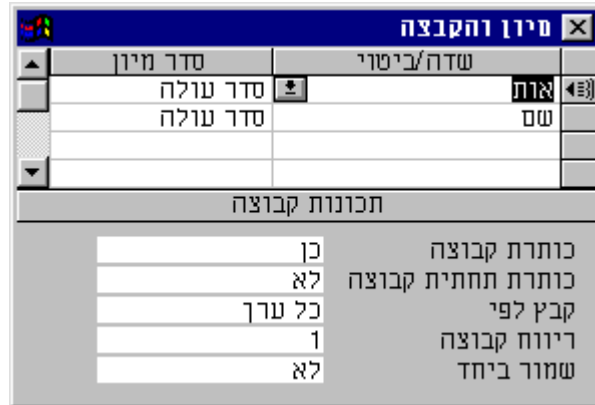 מיון והקבצה
שדה/ביטוי סדר מיון
אות סדר עולה
שם סדר עולה
תכונות קבוצה
כותרת קבוצה כן
כותרת תחתית קבוצה לא
קבץ לפי כל ערך
ריווח קבוצה 1
שמור ביחד לא